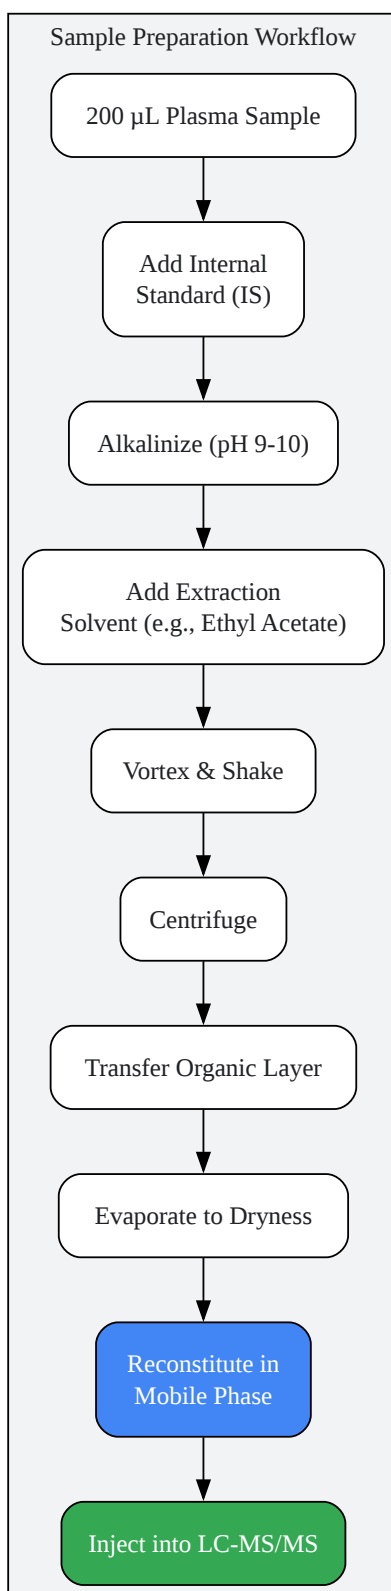 Sample Preparation Workflow
200 µL Plasma Sample
Add Internal
Standard (IS)
Alkalinize (pH 9-10)
Add Extraction
Solvent (e.g., Ethyl Acetate)
Vortex & Shake
Centrifuge
Transfer Organic Layer
Evaporate to Dryness
Reconstitute in
Mobile Phase
Inject into LC-MS/MS